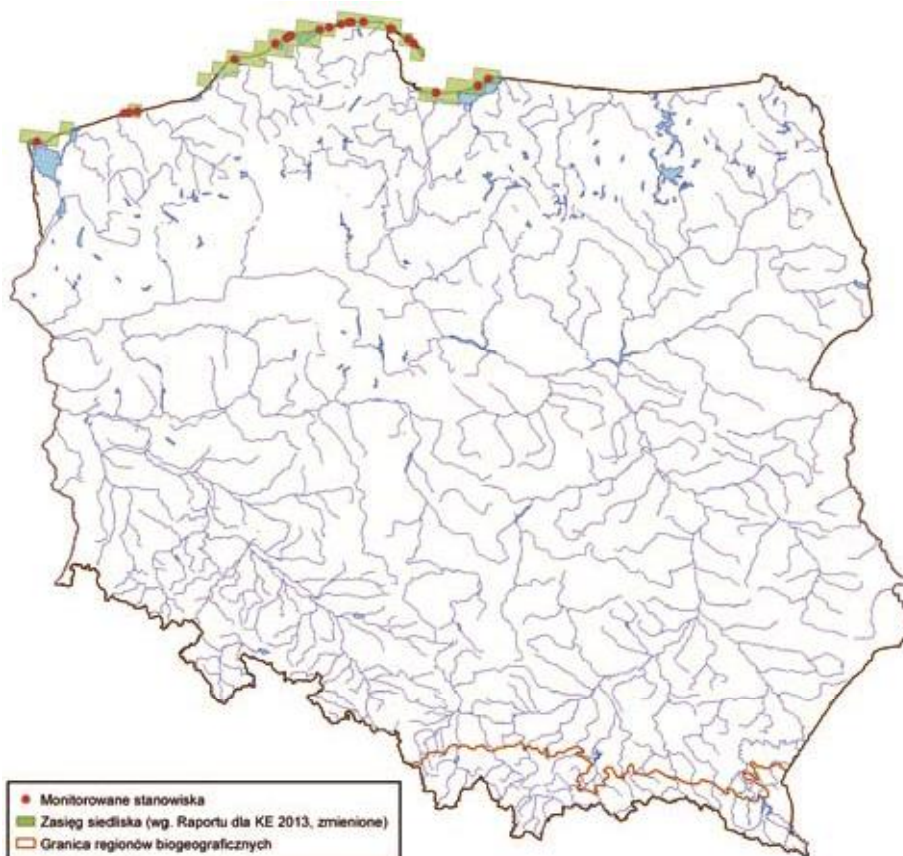 Monitorowane stanowiska
Zasięg siedliska (wg. Raportu dla KE 2013, zmienione)
Granica regionów biogeograficznych